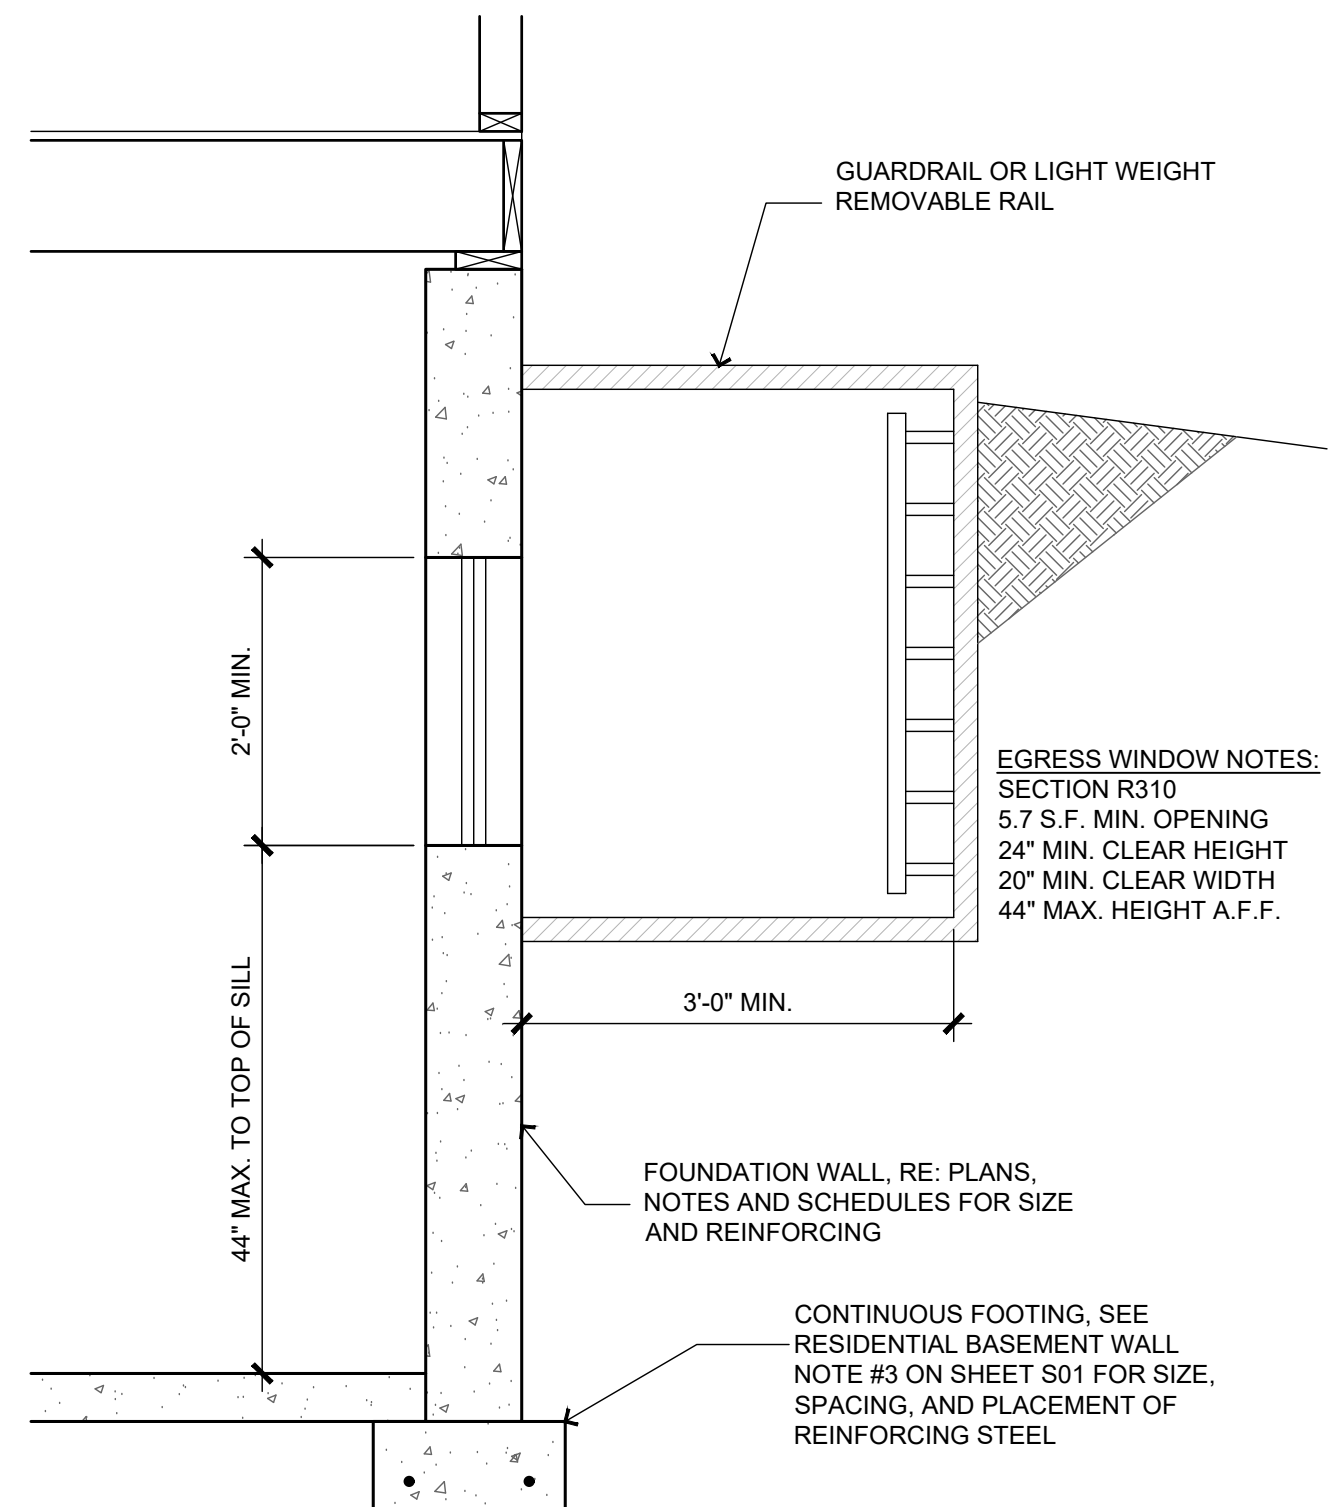 GUARDRAIL OR LIGHT WEIGHT
REMOVABLE RAIL
2'-0" MIN.
EGRESS WINDOW NOTES:
SECTION R310
5.7 S.F. MIN. OPENING
24" MIN. CLEAR HEIGHT
20" MIN. CLEAR WIDTH
44" MAX. HEIGHT A.F.F.
44" MAX. TO TOP OF SILL
3'-0" MIN.
FOUNDATION WALL, RE: PLANS,
NOTES AND SCHEDULES FOR SIZE
AND REINFORCING
CONTINUOUS FOOTING, SEE
RESIDENTIAL BASEMENT WALL
NOTE #3 ON SHEET S01 FOR SIZE,
SPACING, AND PLACEMENT OF
REINFORCING STEEL